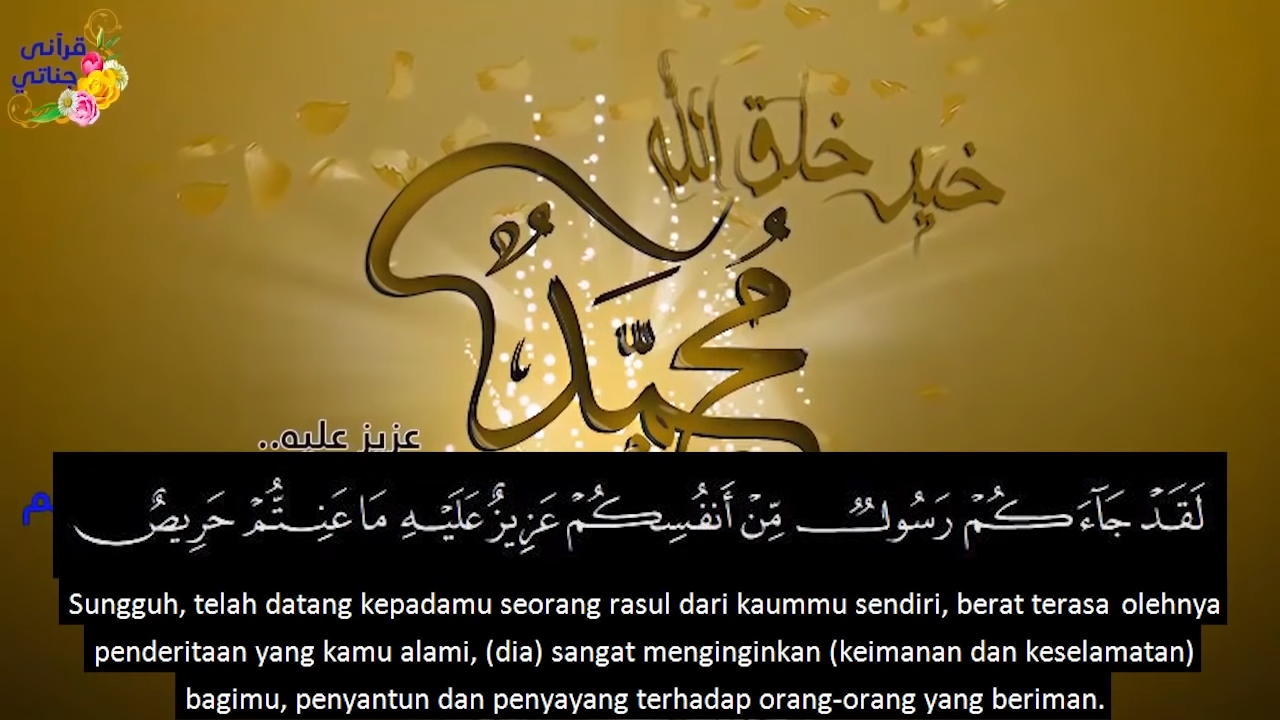 قرآنى
جناتي
خير خلق الله
محمد
عزيز عليه..
م
لَقَدْ جَآءَكُمْ رَسُولٌ مِّنْ أَنفُسِكُمْ عَزِيزٌ عَلَيْهِ مَا عَنِتُّمْ حَرِيصٌ
Sungguh, telah datang kepadamu seorang rasul dari kaummu sendiri, berat terasa olehnya
penderitaan yang kamu alami, (dia) sangat menginginkan (keimanan dan keselamatan)
bagimu, penyantun dan penyayang terhadap orang-orang yang beriman.